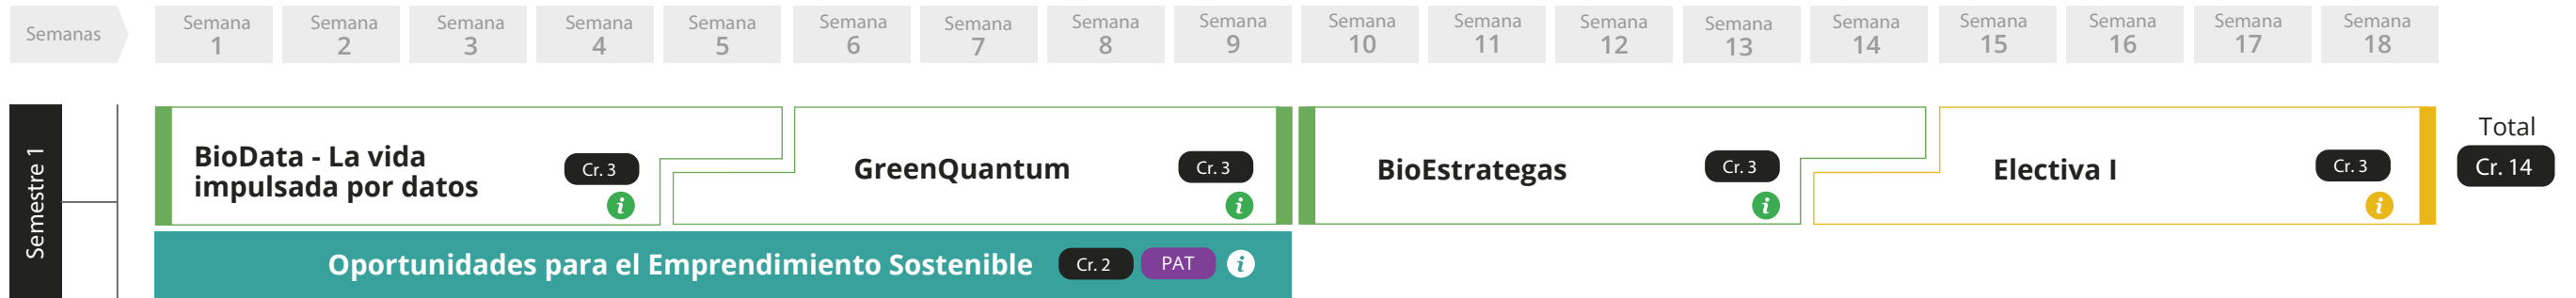 Semanas
Semana 1
Semana 2
Semana 3
Semana 4
Semana 5
Semana 6
Semana 7
Semana 8
Semana 9
Semana 10
Semana 11
Semana 12
Semana 13
Semana 14
Semana 15
Semana 16
Semana 17
Semana 18
Semestre 1
BioData - La vida
impulsada por datos
Cr. 3
i
GreenQuantum
Cr. 3
i
BioEstrategas
Cr. 3
i
Electiva I
Cr. 3
i
Total
Cr. 14
Oportunidades para el Emprendimiento Sostenible
Cr. 2
PAT
i